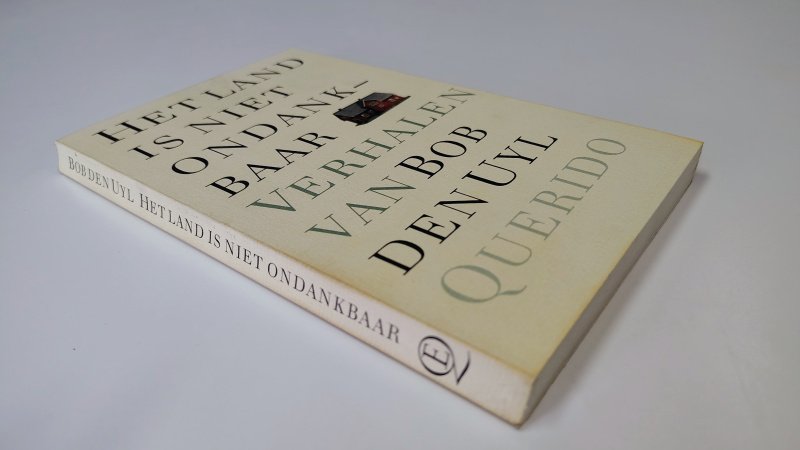 HET LAND
IS NIET
ONDANK-
BAAR
VERHALEN
VAN BOB
DEN UYL
QUERIDO
BOB DEN UYL HET LAND IS NIET ONDANKBAAR
EQ